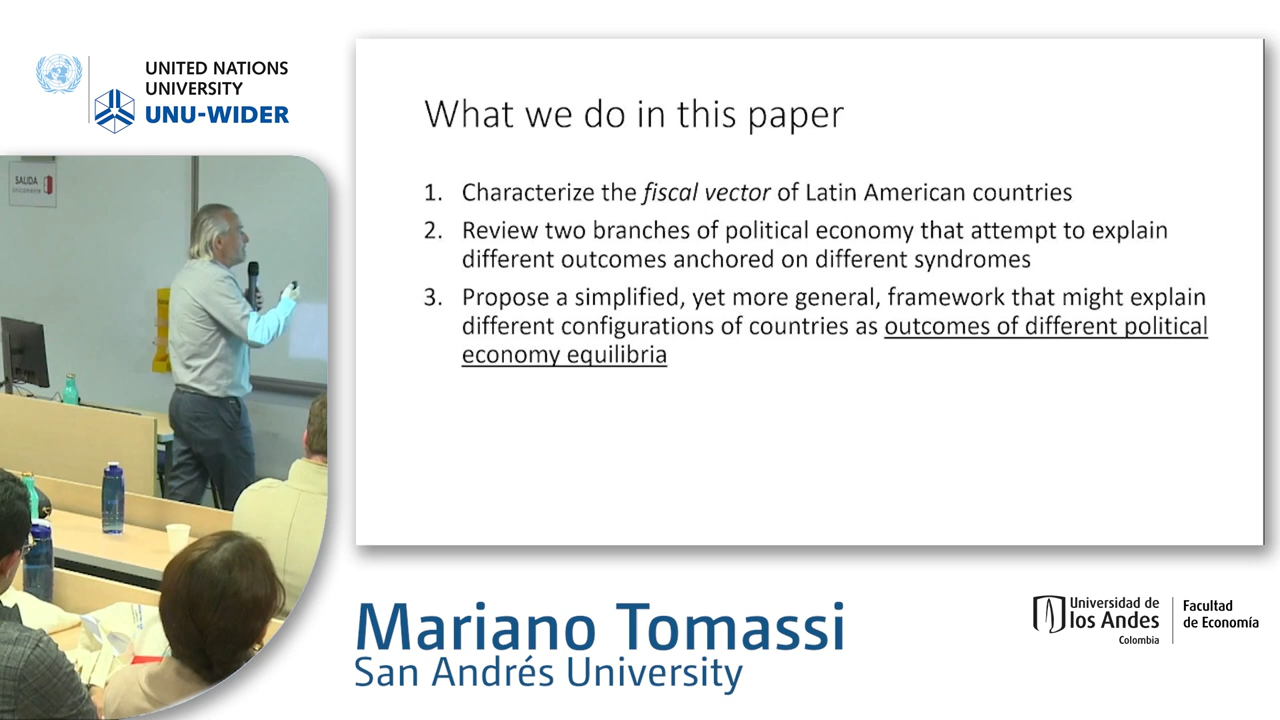 UNITED NATIONS
UNIVERSITY
UNU-WIDER
SALIDA
What we do in this paper
1. Characterize the fiscal vector of Latin American countries
2. Review two branches of political economy that attempt to explain
different outcomes anchored on different syndromes
3. Propose a simplified, yet more general, framework that might explain
different configurations of countries as outcomes of different political
economy equilibria
Mariano Tomassi
San Andrés University
Universidad de
los Andes
Colombia
Facultad
de Economía